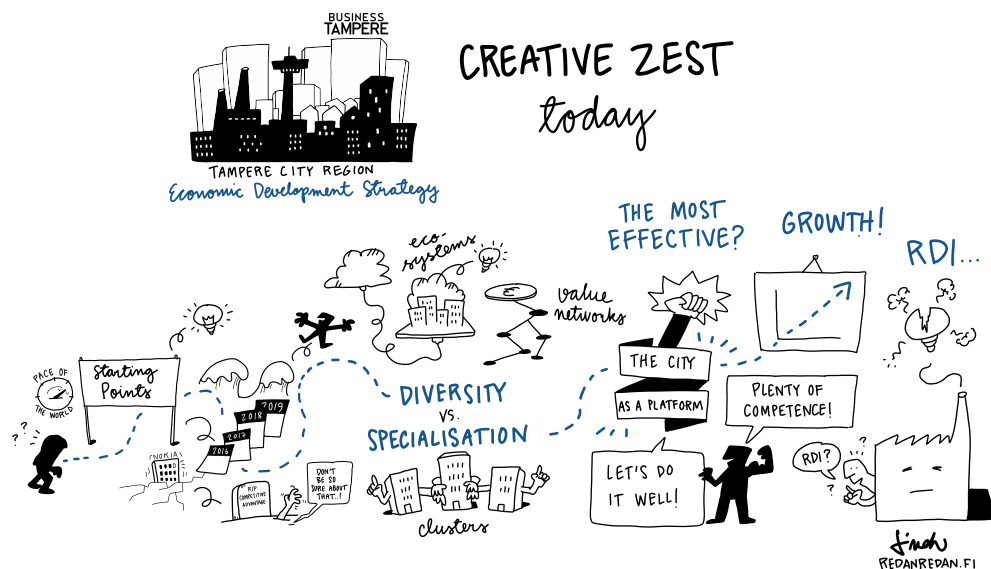 BUSINESS
TAMPERE
CREATIVE ZEST
today
TAMPERE CITY REGION
Economic Development Strategy
PACE OF
THE WORLD
? ?
Starting
Points
NOKIA
2016
2017
2018
2019
RIP
COMPETITIVE
ADVANTAGE
DON'T
BE SO
SURE ABOUT
THAT..!
eco-
systems
€
value
networks
DIVERSITY
VS.
SPECIALISATION
clusters
THE MOST
EFFECTIVE?
THE CITY
AS A PLATFORM
LET'S DO
IT WELL!
GROWTH!
PLENTY OF
COMPETENCE!
RDI...
RDI?
?
?
REDANREDAN.FI